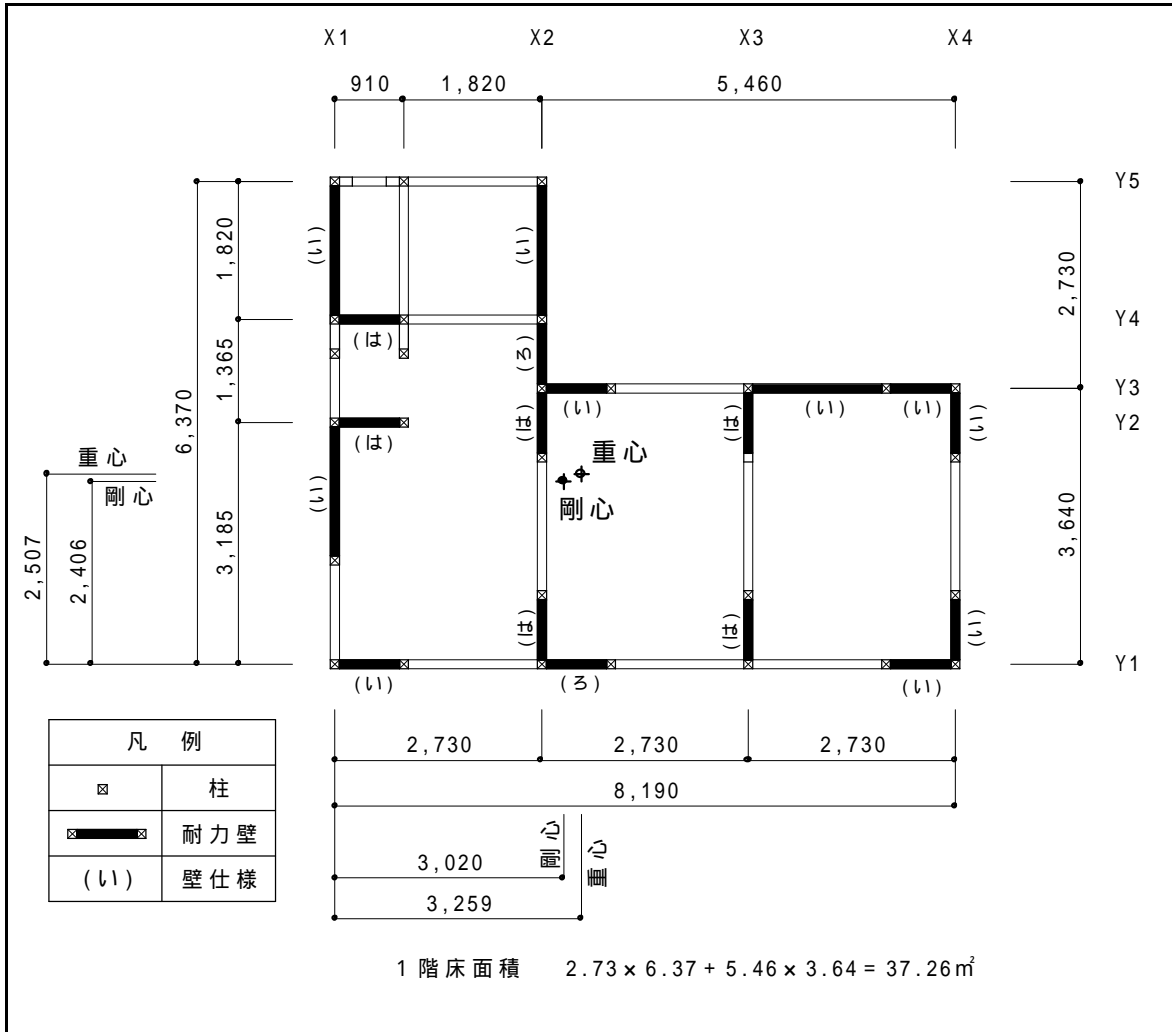 X1 X2 X3 X4
910 1,820 5,460
Y5
(い) (い)
1,820
2,730
6,370
Y4
(は)
(ろ)
1,365
Y3
(い) (い) (い)
(は) (は) (い)
Y2
(は)
重心
剛心
重心
剛心
(い)
3,185
3,640
2,507
2,406
(は) (は) (い)
Y1
(い) (ろ) (い)
凡 例
柱
耐力壁
(い) 壁仕様
2,730 2,730 2,730
8,190
剛心
重心
3,020
3,259
1階床面積 2.73×6.37+5.46×3.64=37.26㎡